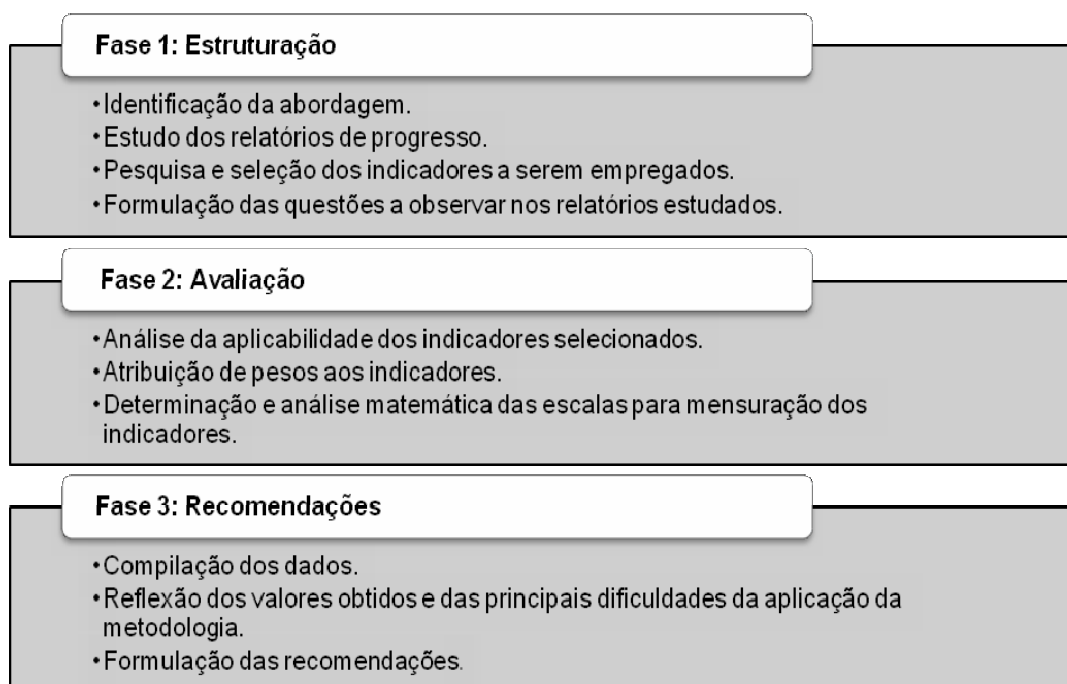 Fase 1: Estruturação
•Identificação da abordagem.
•Estudo dos relatórios de progresso.
•Pesquisa e seleção dos indicadores a serem empregados.
•Formulação das questões a observar nos relatórios estudados.
Fase 2: Avaliação
•Análise da aplicabilidade dos indicadores selecionados.
•Atribuição de pesos aos indicadores.
•Determinação e análise matemática das escalas para mensuração dos
indicadores.
Fase 3: Recomendações
•Compilação dos dados.
•Reflexão dos valores obtidos e das principais dificuldades da aplicação da
metodologia.
•Formulação das recomendações.